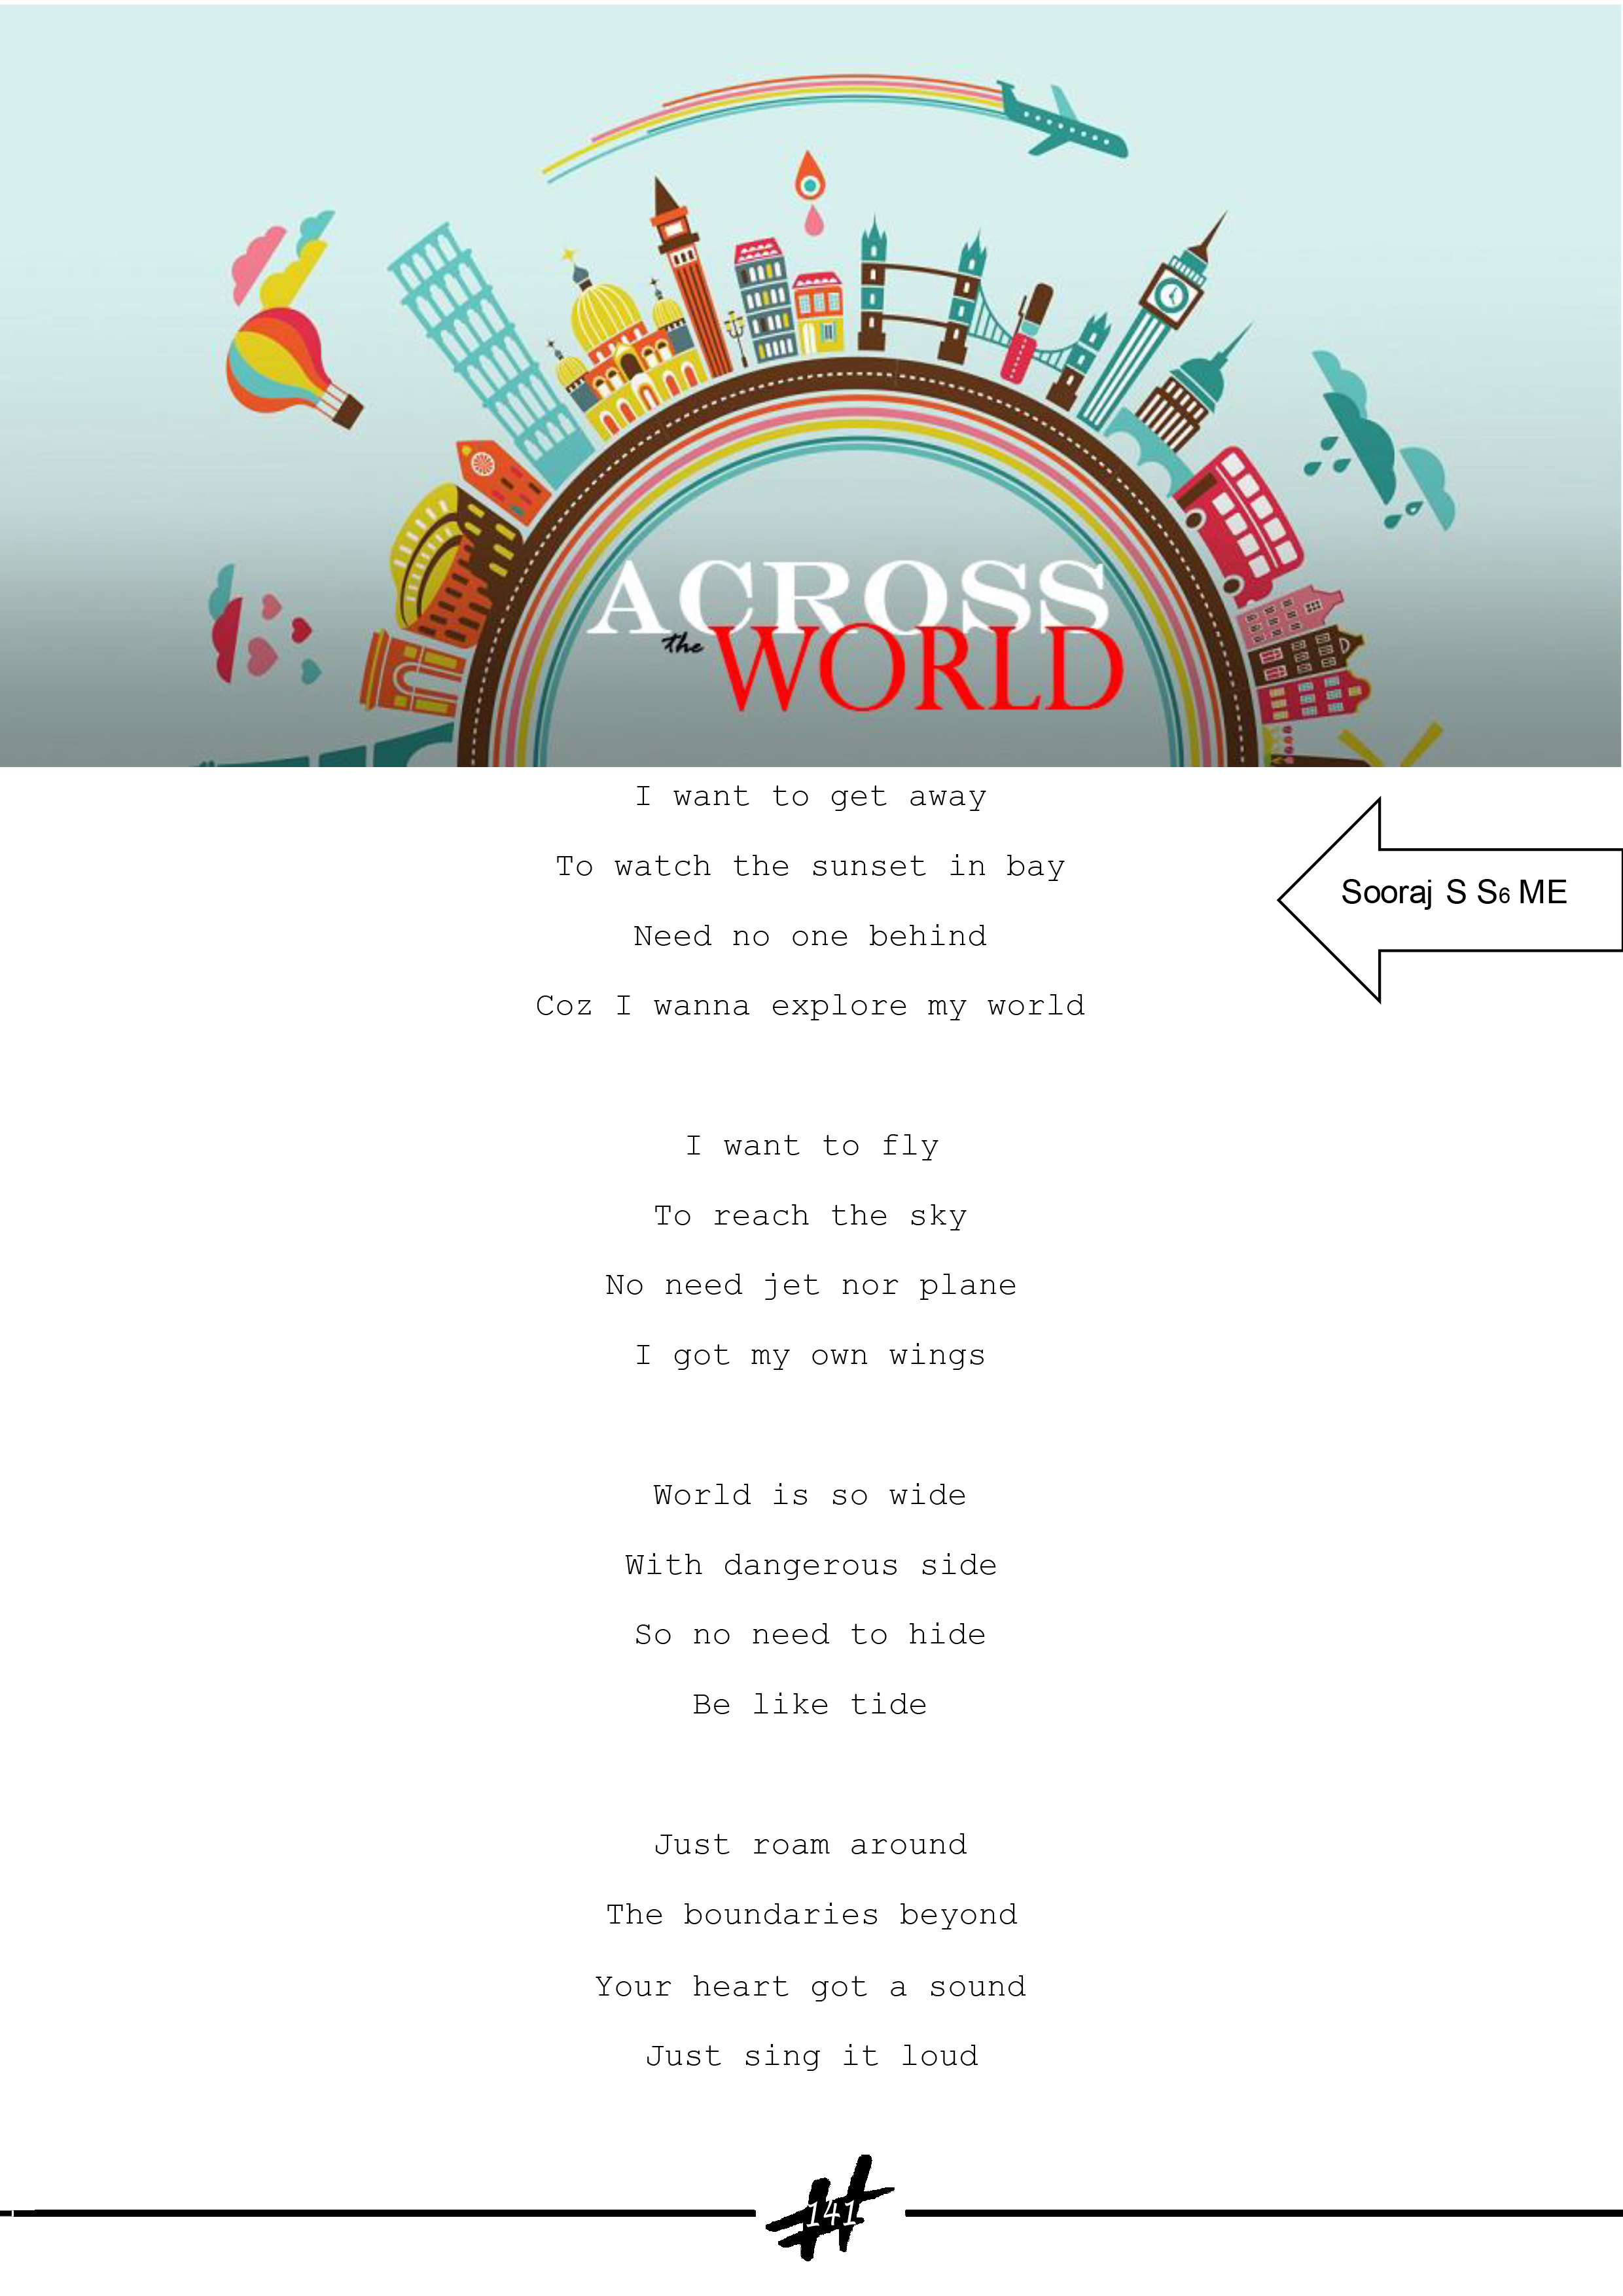 ACROSS
the WORLD
I want to get away
To watch the sunset in bay
Need no one behind
Coz I wanna explore my world
Sooraj S S6 ME
I want to fly
To reach the sky
No need jet nor plane
I got my own wings
World is so wide
With dangerous side
So no need to hide
Be like tide
Just roam around
The boundaries beyond
Your heart got a sound
Just sing it loud
141